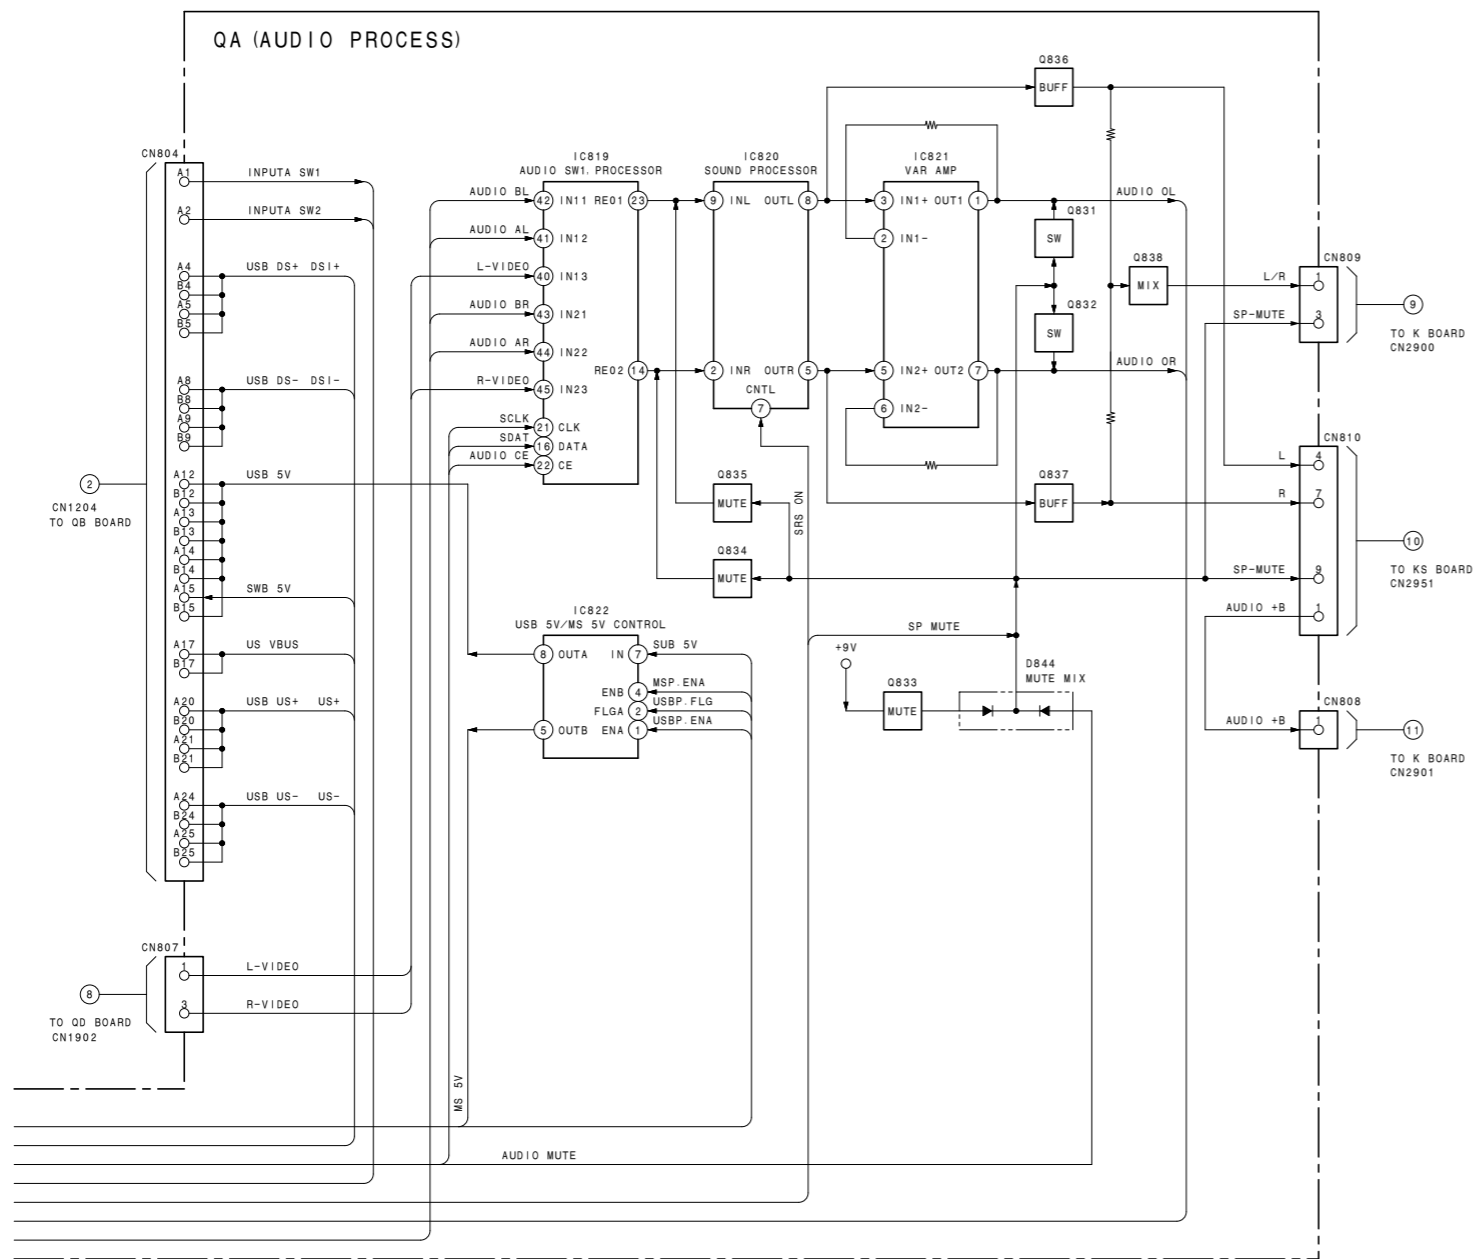 QA (AUDIO PROCESS)
Q836
BUFF
CN804
A1 INPUTA SW1
A2 INPUTA SW2
A4 USB DS+ DSI+
B4
A5
B5
A8 USB DS- DSI-
B8
A9
B9
A12 USB 5V
B12
A13
B13
A14
B14
A15 SWB 5V
B15
A17 US VBUS
B17
A20 USB US+ US+
B20
A21
B21
A24 USB US- US-
B24
A25
B25
2
CN1204
TO QB BOARD
CN807
1 L-VIDEO
3 R-VIDEO
8
TO QD BOARD
CN1902
IC819
AUDIO SW1. PROCESSOR
AUDIO BL 42 IN11 RE01 23
AUDIO AL 41 IN12
L-VIDEO 40 IN13
AUDIO BR 43 IN21
AUDIO AR 44 IN22
RE02 14
R-VIDEO 45 IN23
SCLK 21 CLK
SDAT 16 DATA
AUDIO CE 22 CE
IC820
SOUND PROCESSOR
9 INL OUTL 8
2 INR OUTR 5
CNTL
7
IC821
VAR AMP
3 IN1+ OUT1 1
2 IN1-
5 IN2+ OUT2 7
6 IN2-
AUDIO OL
Q831
SW
Q832
SW
AUDIO OR
Q838
MIX
L/R
SP-MUTE
CN809
1
3
9
TO K BOARD
CN2900
Q835
MUTE
Q834
MUTE
SRS ON
Q837
BUFF
CN810
L 4
R 7
SP-MUTE 9
AUDIO +B 1
10
TO KS BOARD
CN2951
IC822
USB 5V/MS 5V CONTROL
8 OUTA IN 7 SUB 5V
ENB 4 MSP.ENA
FLGA 2 USBP.FLG
5 OUTB ENA 1 USBP.ENA
SP MUTE
+9V
Q833
MUTE
D844
MUTE MIX
CN808
AUDIO +B 1
11
TO K BOARD
CN2901
MS 5V
AUDIO MUTE